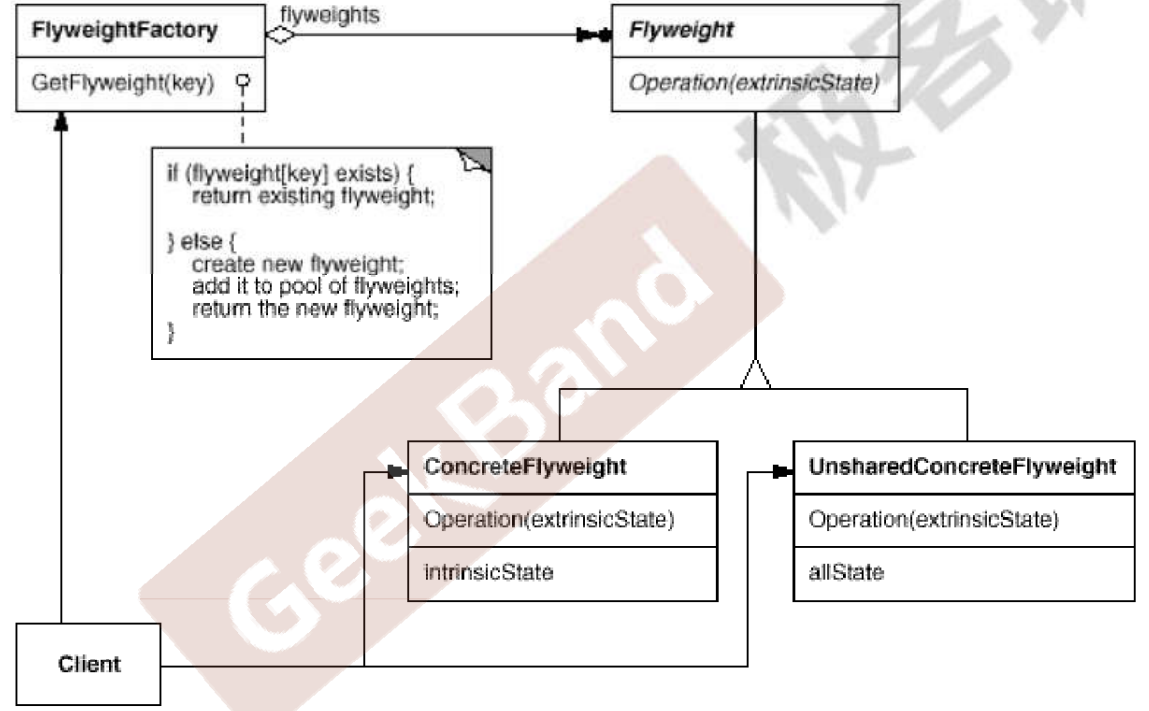 flyweights
FlyweightFactory
Flyweight
GetFlyweight(key)
Operation(extrinsicState)
if (flyweight[key] exists) {
return existing flyweight;
} else {
create new flyweight;
add it to pool of flyweights;
return the new flyweight;
}
ConcreteFlyweight
UnsharedConcreteFlyweight
Operation(extrinsicState)
Operation(extrinsicState)
intrinsicState
allState
Client
GeekBand
极客